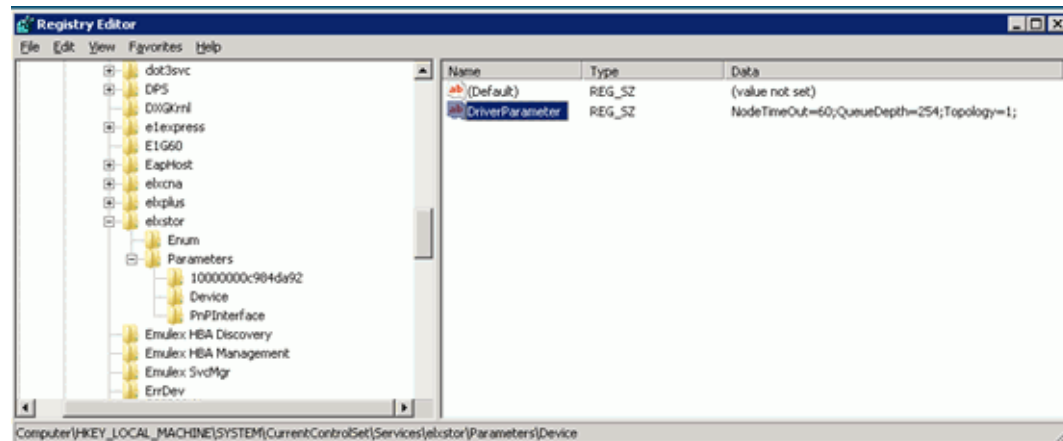 Registry Editor
File Edit View Favorites Help
dot3svc
DPS
DXGKrnl
e1express
E1G60
EapHost
elxcna
elxplus
elxstor
Enum
Parameters
10000000c984da92
Device
PnPInterface
Emulex HBA Discovery
Emulex HBA Management
Emulex SvcMgr
ErrDev
Name Type Data
(Default) REG_SZ (value not set)
DriverParameter REG_SZ NodeTimeOut=60;QueueDepth=254;Topology=1;
Computer\HKEY_LOCAL_MACHINE\SYSTEM\CurrentControlSet\Services\elxstor\Parameters\Device